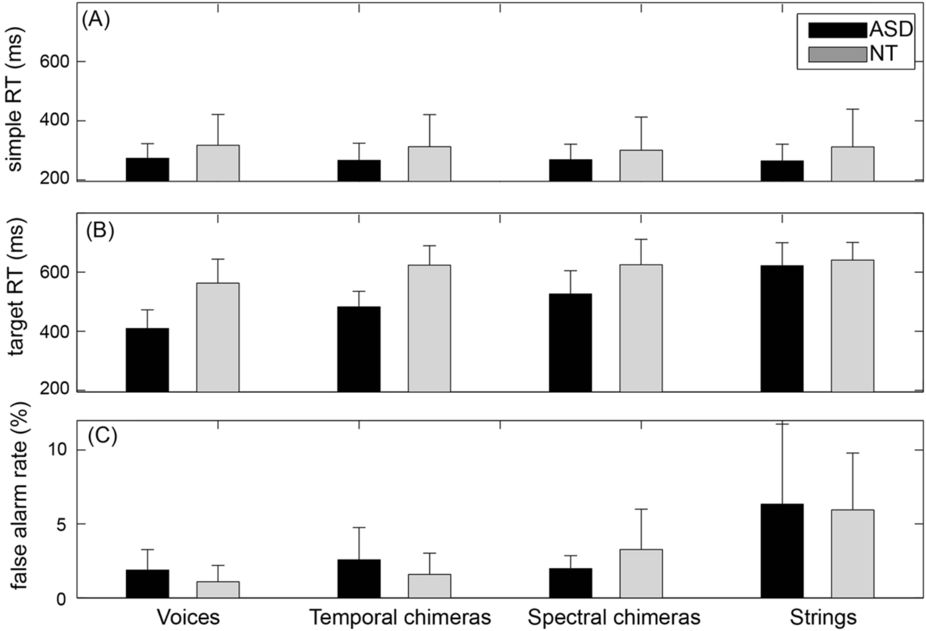 (A)
ASD
NT
simple RT (ms)
600
400
200
(B)
target RT (ms)
600
400
200
(C)
false alarm rate (%)
10
5
0
Voices Temporal chimeras Spectral chimeras Strings